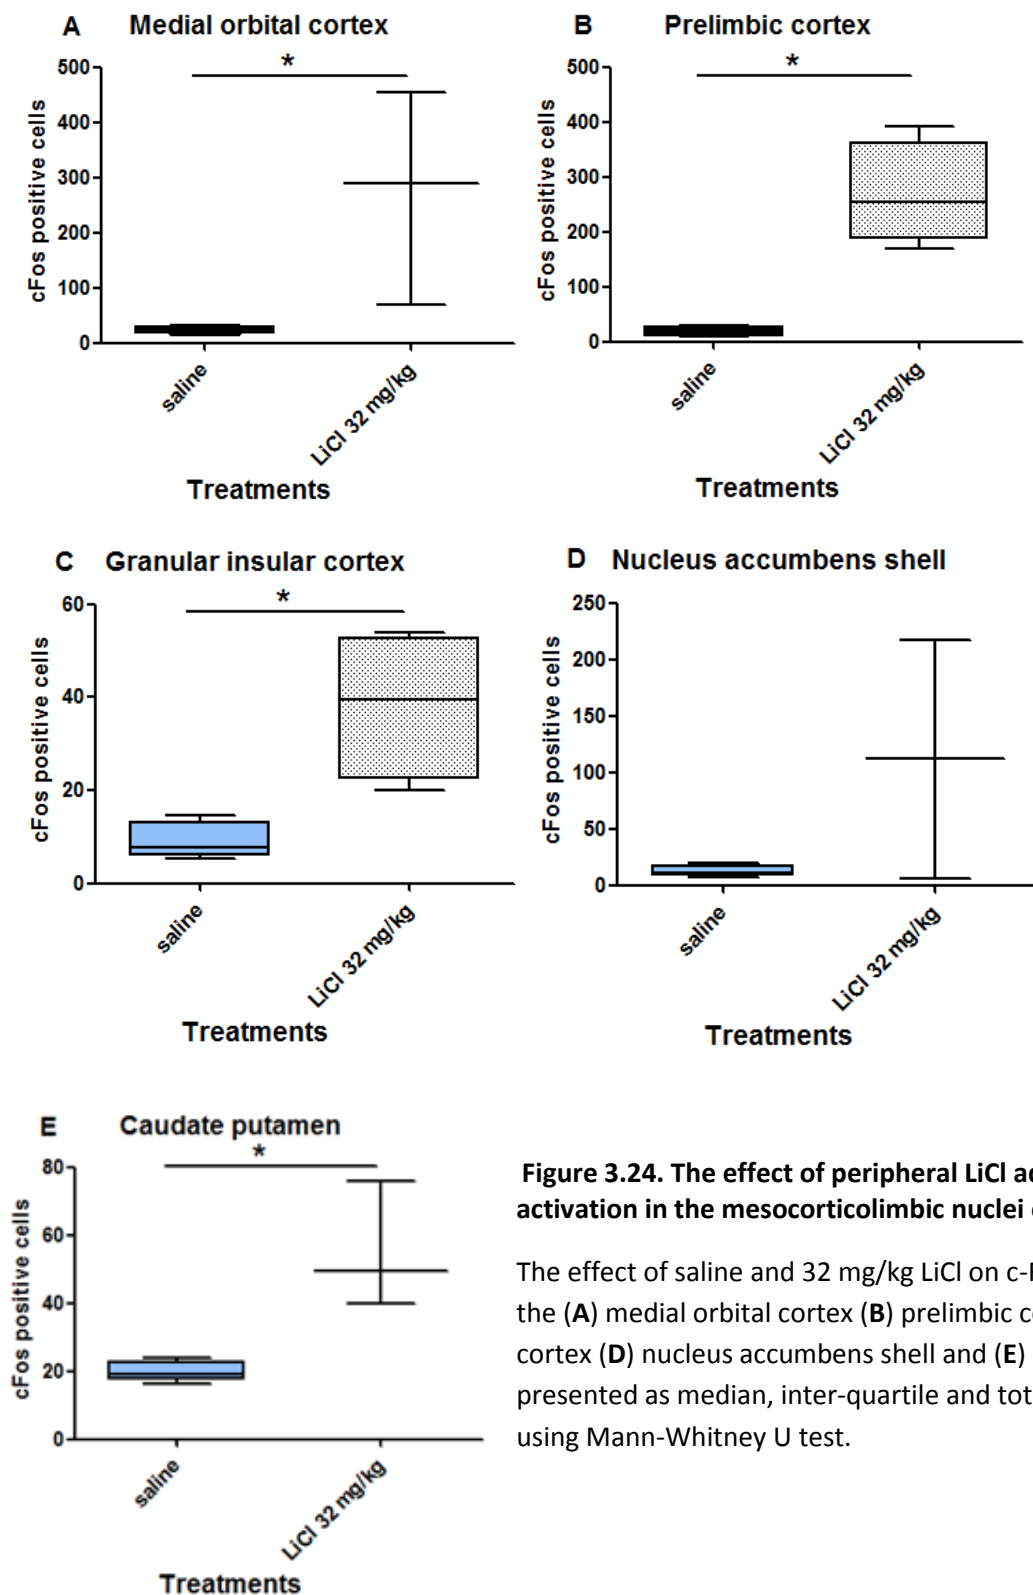 A Medial orbital cortex
*
500
400
300
200
100
0
cFos positive cells
saline
LiCl 32 mg/kg
Treatments
B Prelimbic cortex
*
500
400
300
200
100
0
cFos positive cells
saline
LiCl 32 mg/kg
Treatments
C Granular insular cortex
*
60
40
20
0
cFos positive cells
saline
LiCl 32 mg/kg
Treatments
D Nucleus accumbens shell
250
200
150
100
50
0
cFos positive cells
saline
LiCl 32 mg/kg
Treatments
E Caudate putamen
*
80
60
40
20
0
cFos positive cells
saline
LiCl 32 mg/kg
Treatments
Figure 3.24. The effect of peripheral LiCl
activation in the mesocorticolimbic nuclei
The effect of saline and 32 mg/kg LiCl on
the (A) medial orbital cortex (B) prelimbic
cortex (D) nucleus accumbens shell and (E)
presented as median, inter-quartile and
using Mann-Whitney U test.